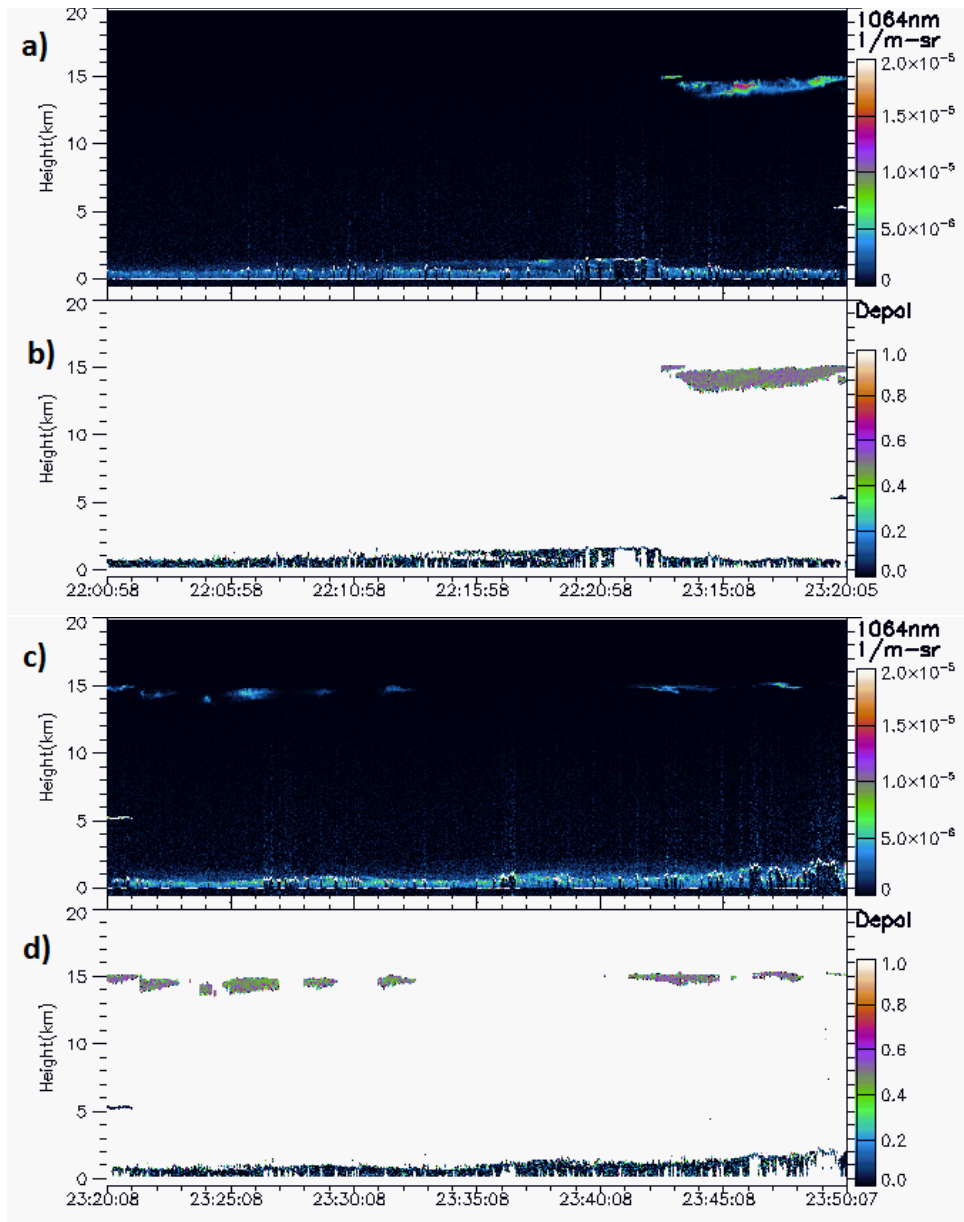 a)
20
15
10
5
0
Height(km)
1064nm
1/m-sr
2.0×10⁻⁵
1.5×10⁻⁵
1.0×10⁻⁵
5.0×10⁻⁶
0
b)
20
15
10
5
0
Height(km)
Depol
1.0
0.8
0.6
0.4
0.2
0.0
22:00:58 22:05:58 22:10:58 22:15:58 22:20:58 23:15:08 23:20:05
c)
20
15
10
5
0
Height(km)
1064nm
1/m-sr
2.0×10⁻⁵
1.5×10⁻⁵
1.0×10⁻⁵
5.0×10⁻⁶
0
d)
20
15
10
5
0
Height(km)
Depol
1.0
0.8
0.6
0.4
0.2
0.0
23:20:08 23:25:08 23:30:08 23:35:08 23:40:08 23:45:08 23:50:07